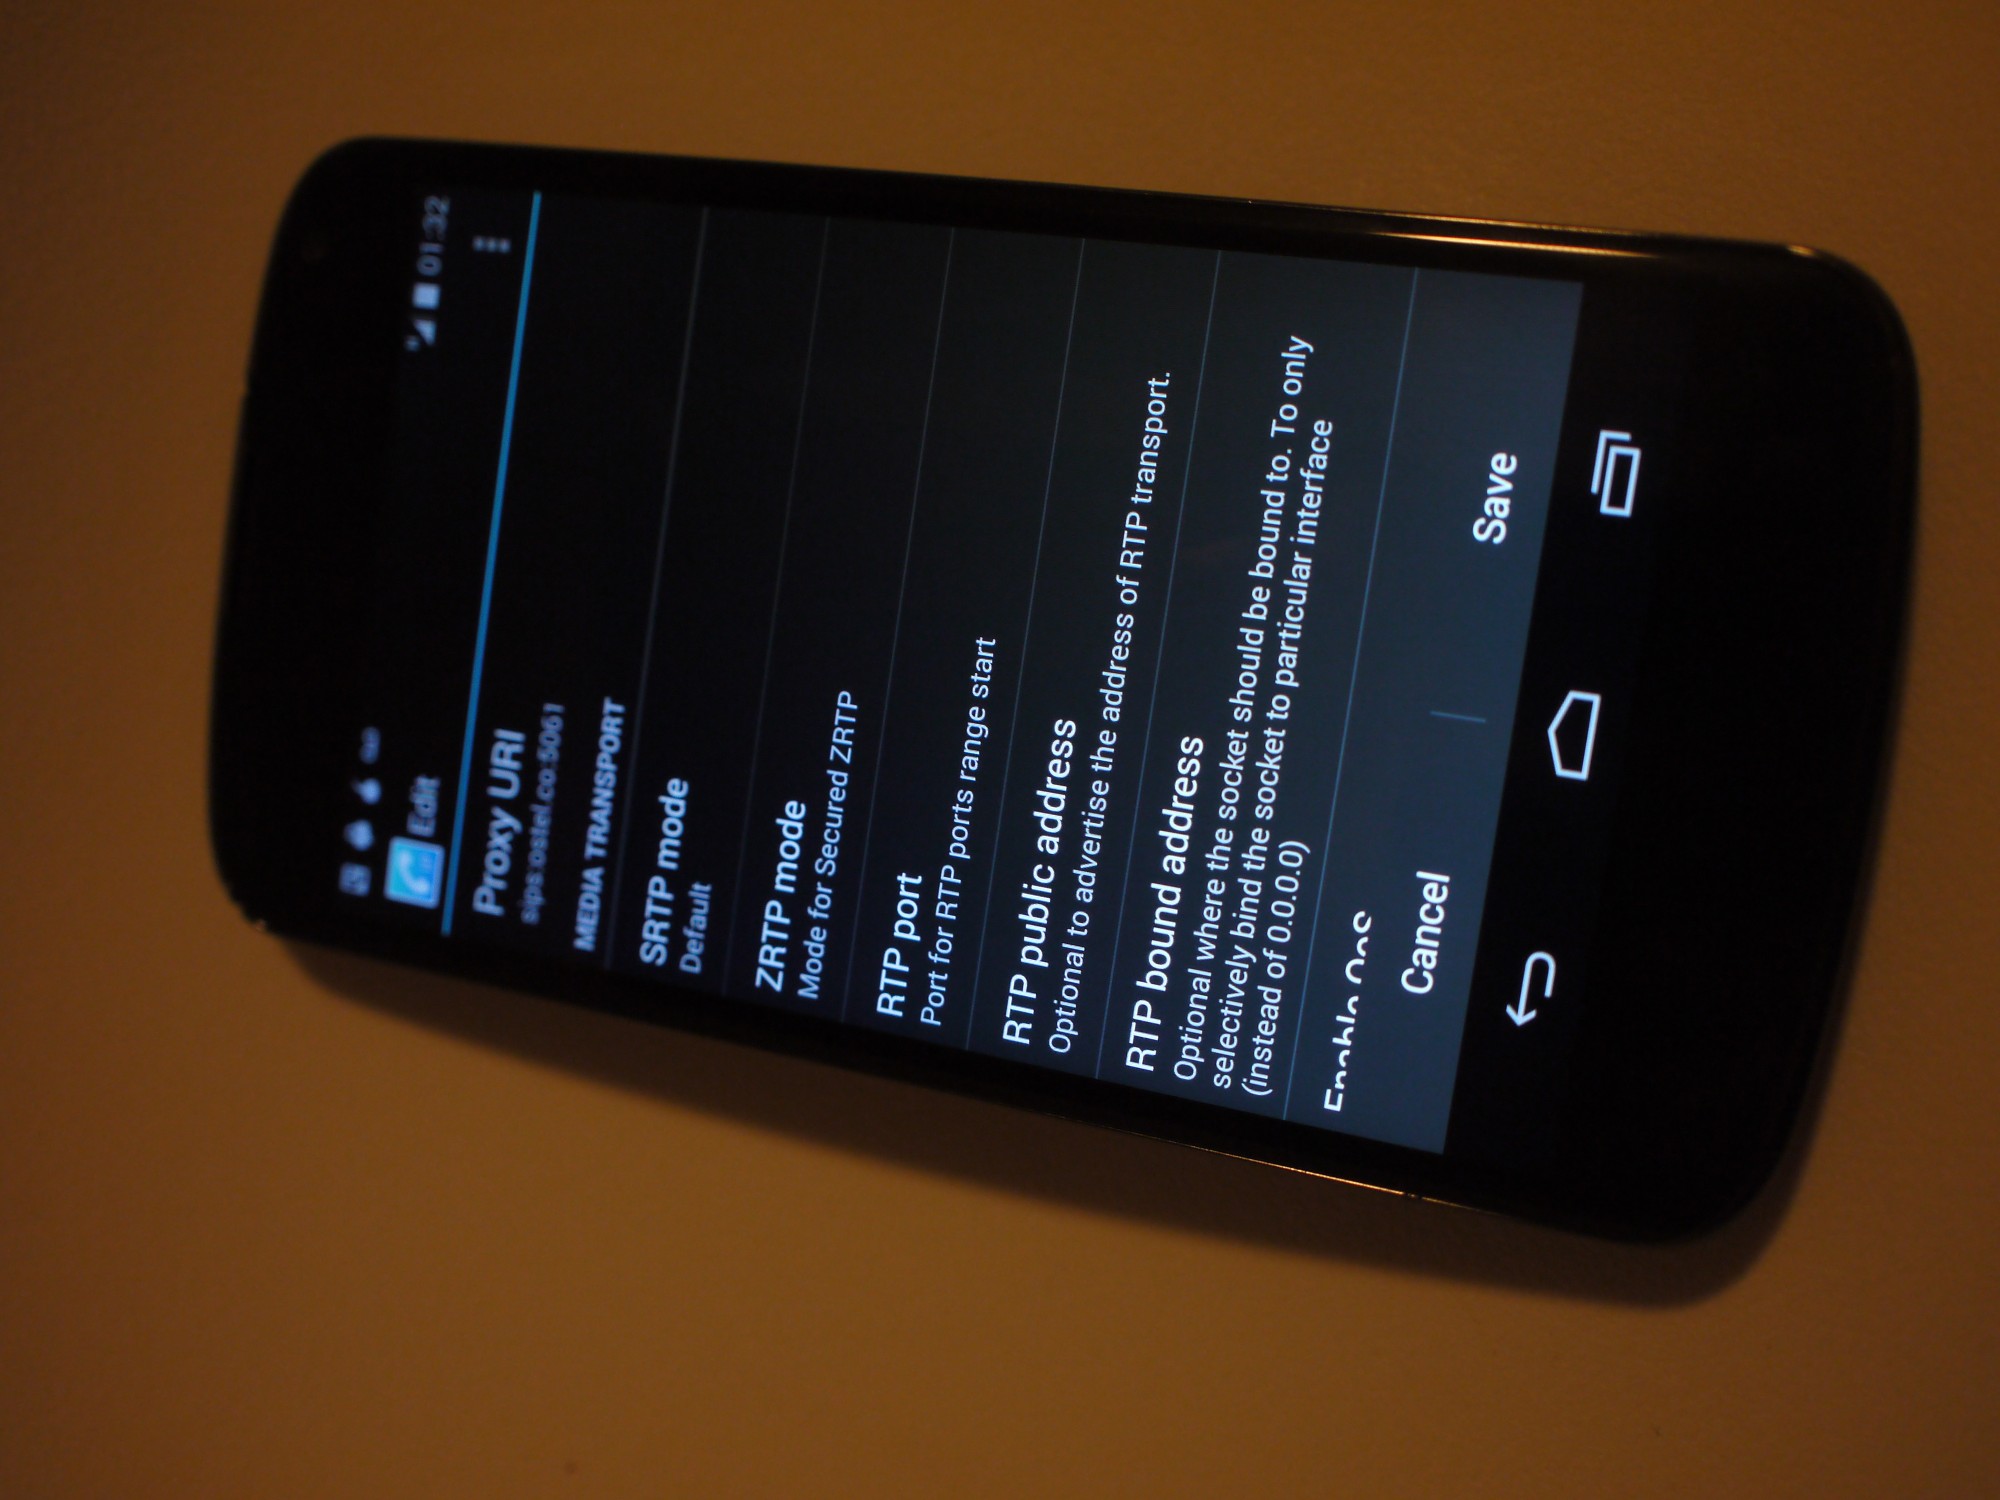 01:32
Edit
Proxy URI
sips:ostel.co:5061
MEDIA TRANSPORT
SRTP mode
Default
ZRTP mode
Mode for Secured ZRTP
RTP port
Port for RTP ports range start
RTP public address
Optional to advertise the address of RTP transport.
RTP bound address
Optional where the socket should be bound to. To only
selectively bind the socket to particular interface
(instead of 0.0.0.0)
Enable QoS
Cancel
Save